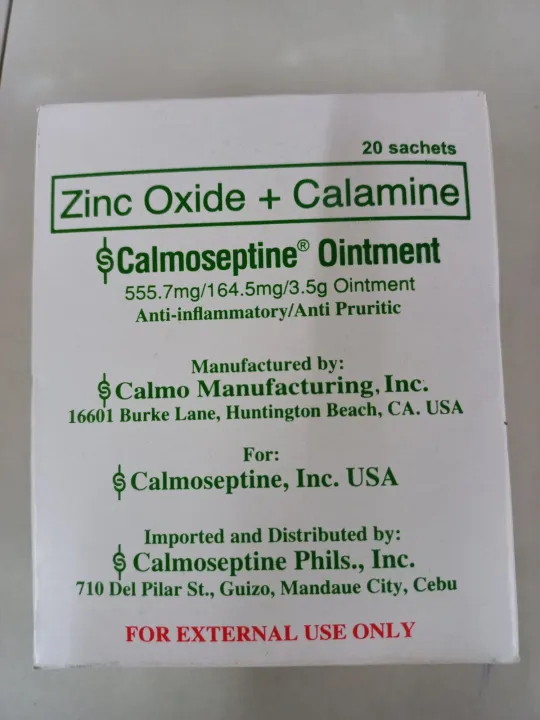 20 sachets
Zinc Oxide + Calamine
Calmoseptine® Ointment
555.7mg/164.5mg/3.5g Ointment
Anti-inflammatory/Anti Pruritic
Manufactured by:
Calmo Manufacturing, Inc.
16601 Burke Lane, Huntington Beach, CA. USA
For:
Calmoseptine, Inc. USA
Imported and Distributed by:
Calmoseptine Phils., Inc.
710 Del Pilar St., Guizo, Mandaue City, Cebu
FOR EXTERNAL USE ONLY